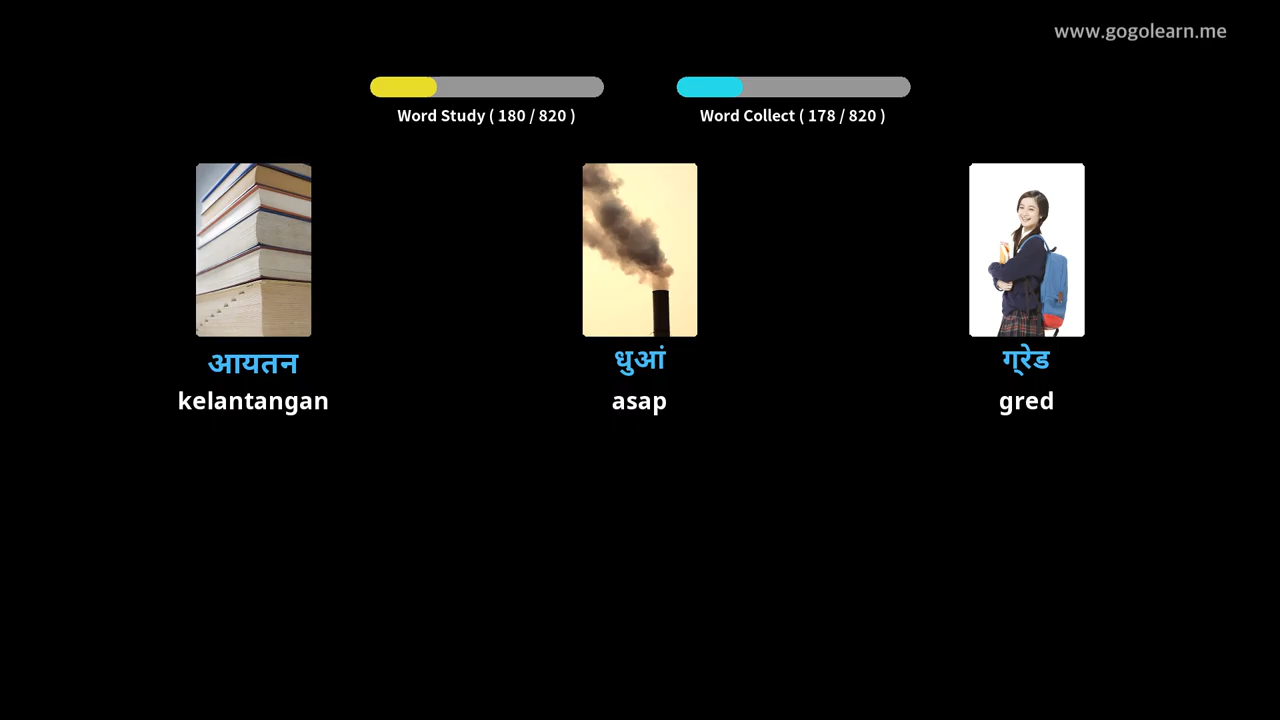 www.gogolearn.me
Word Study ( 180 / 820 )
Word Collect ( 178 / 820 )
आयतन
kelantangan
धुआं
asap
ग्रेड
gred